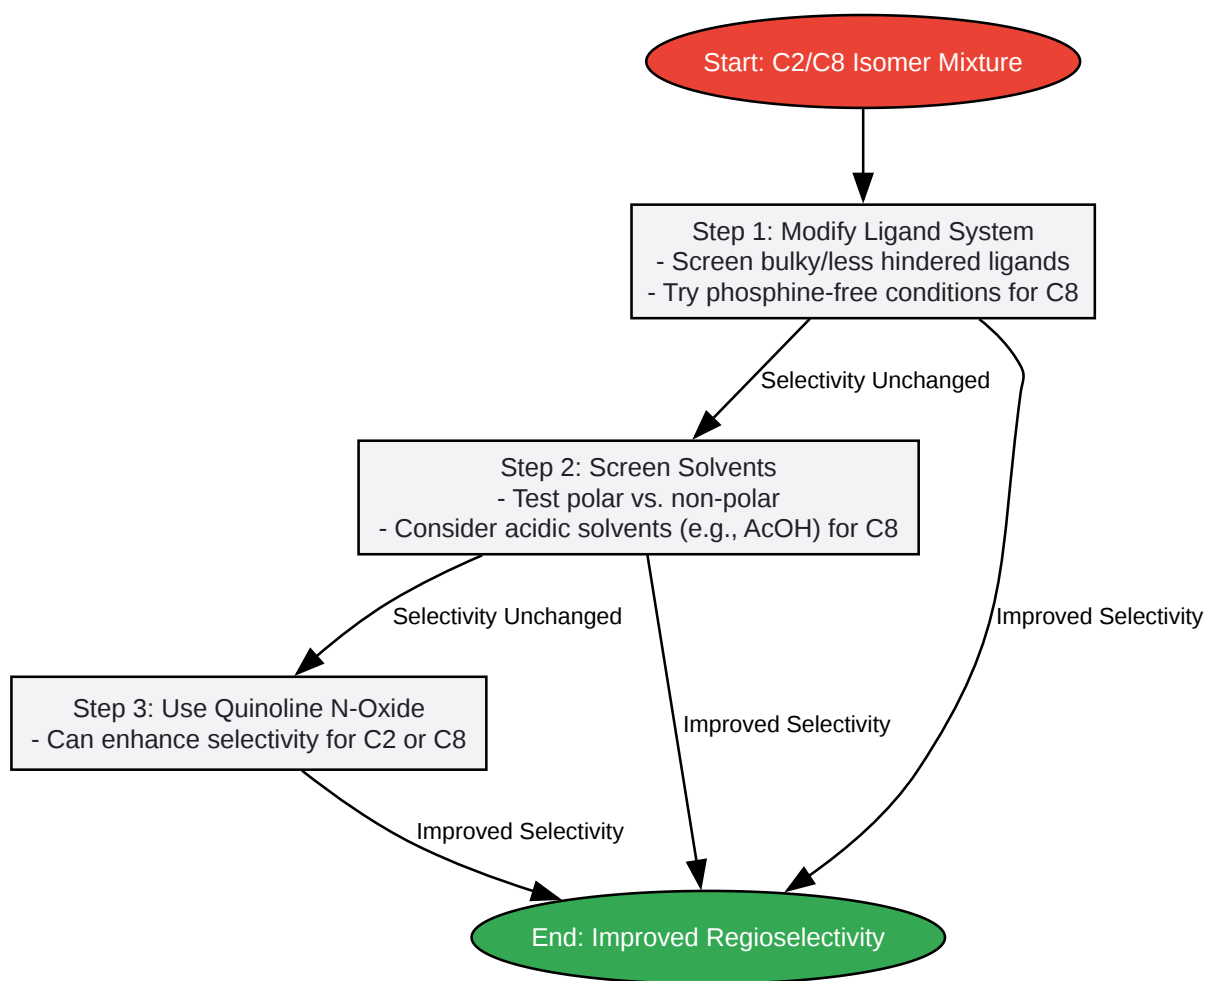 Start: C2/C8 Isomer Mixture
Step 1: Modify Ligand System
- Screen bulky/less hindered ligands
- Try phosphine-free conditions for C8
Selectivity Unchanged
Step 2: Screen Solvents
- Test polar vs. non-polar
- Consider acidic solvents (e.g., AcOH) for C8
Selectivity Unchanged
Improved Selectivity
Step 3: Use Quinoline N-Oxide
- Can enhance selectivity for C2 or C8
Improved Selectivity
Improved Selectivity
End: Improved Regioselectivity